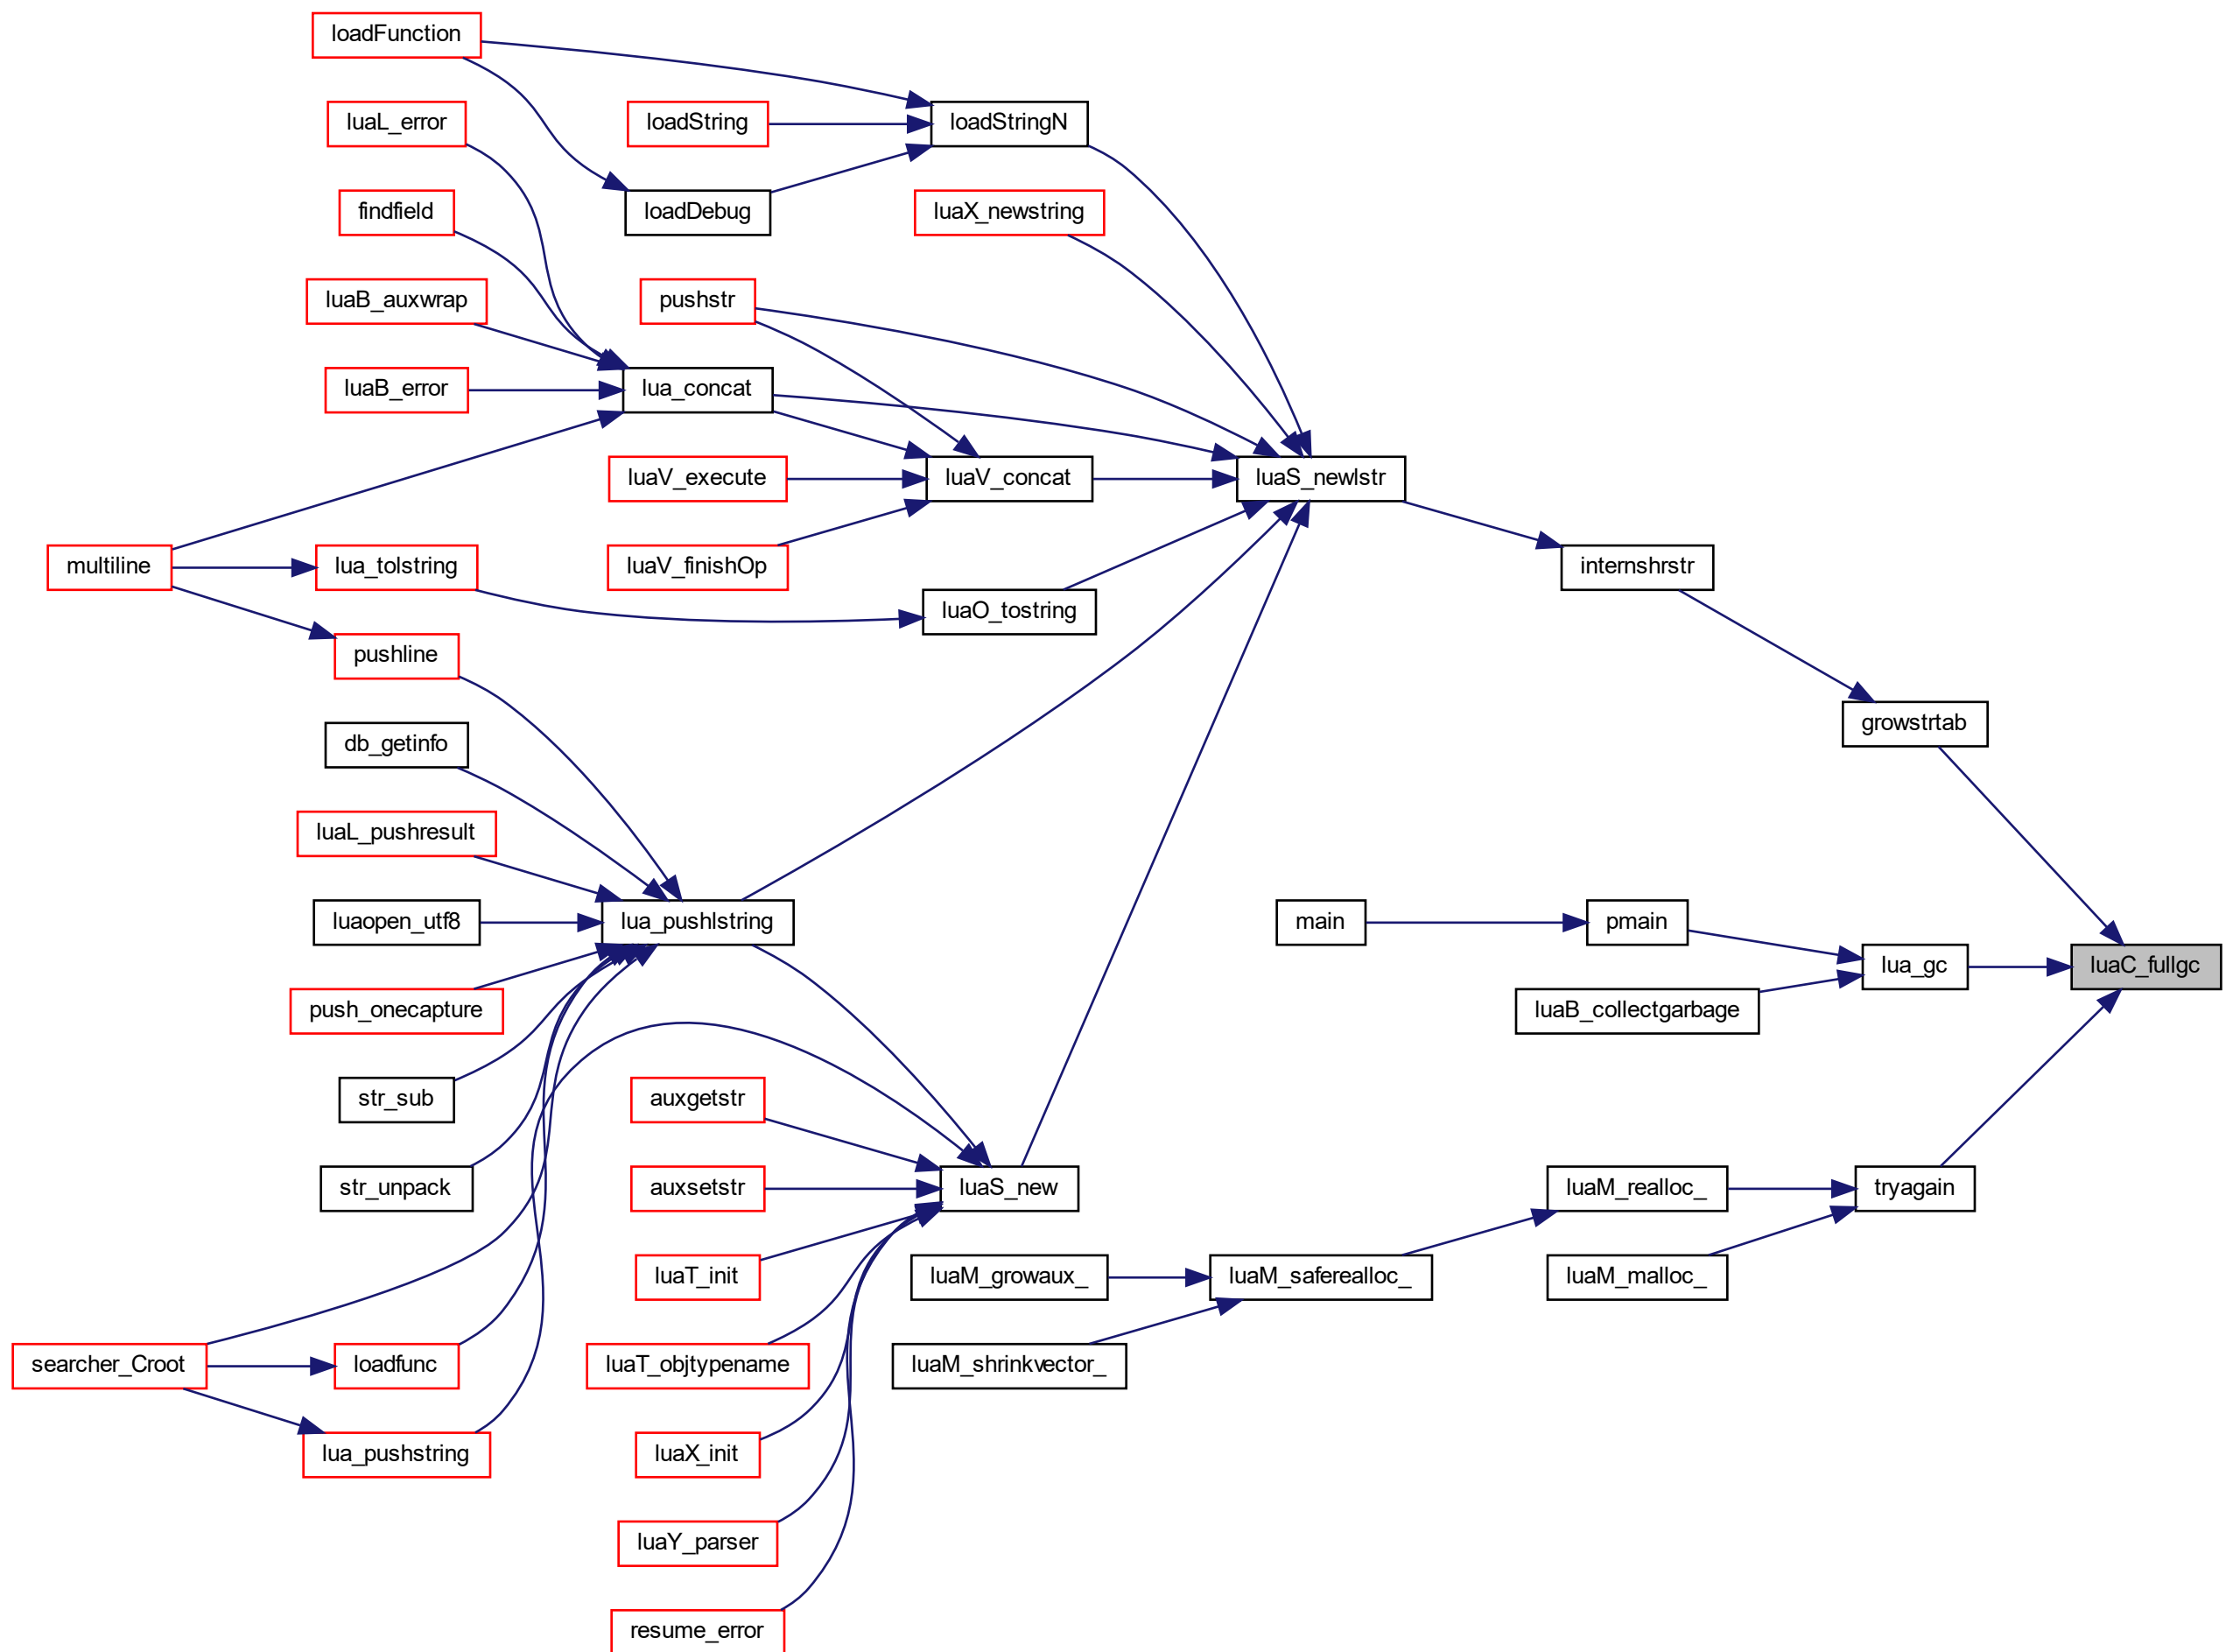 loadFunction
luaL_error
loadString
loadStringN
findfield
loadDebug
luaX_newstring
luaB_auxwrap
pushstr
luaB_error
lua_concat
luaV_execute
luaV_concat
luaS_newlstr
multiline
lua_tolstring
luaV_finishOp
internshrstr
luaO_tostring
pushline
db_getinfo
growstrtab
luaL_pushresult
luaopen_utf8
lua_pushlstring
main
pmain
push_onecapture
luaB_collectgarbage
lua_gc
luaC_fullgc
str_sub
auxgetstr
str_unpack
auxsetstr
luaS_new
luaM_realloc_
tryagain
luaT_init
luaM_growaux_
luaM_saferealloc_
luaM_malloc_
searcher_Croot
loadfunc
luaT_objtypename
luaM_shrinkvector_
lua_pushstring
luaX_init
luaY_parser
resume_error